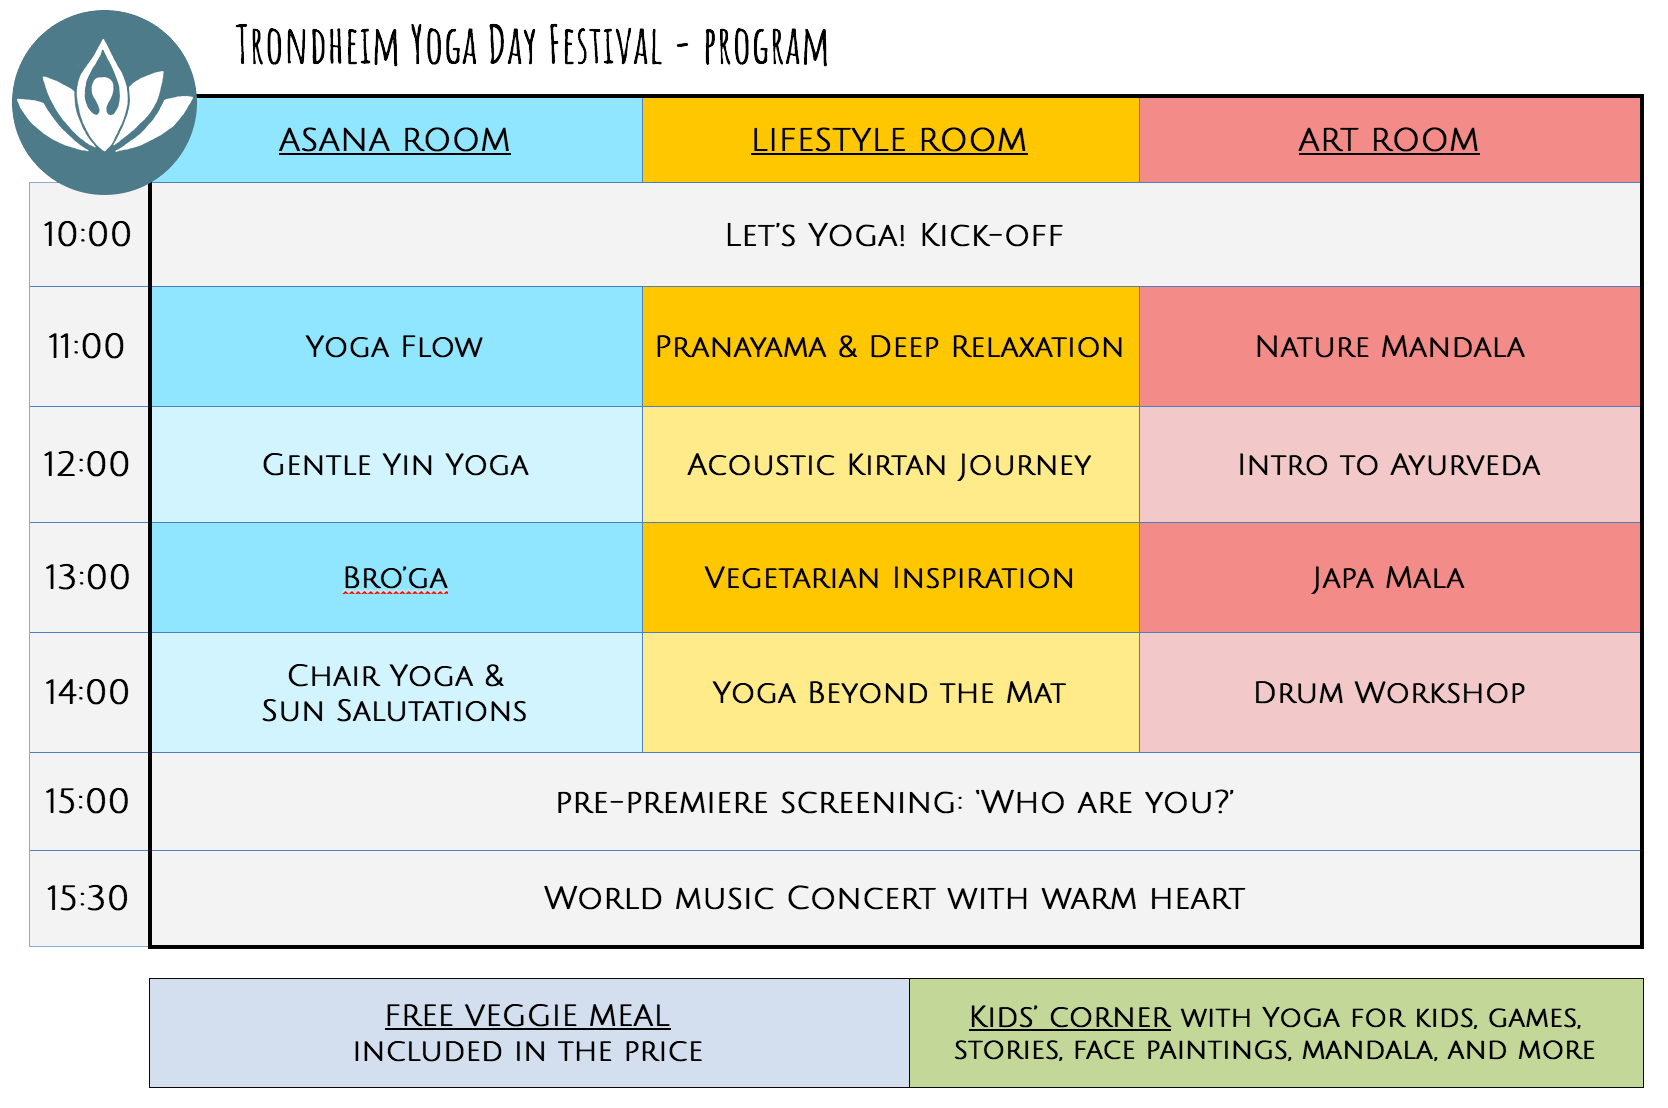 Trondheim Yoga Day Festival - program
ASANA ROOM
LIFESTYLE ROOM
ART ROOM
10:00
Let's Yoga! Kick-off
11:00
Yoga Flow
Pranayama & Deep Relaxation
Nature Mandala
12:00
Gentle Yin Yoga
Acoustic Kirtan Journey
Intro to Ayurveda
13:00
Bro'ga
Vegetarian Inspiration
Japa Mala
14:00
Chair Yoga &
Sun Salutations
Yoga Beyond the Mat
Drum Workshop
15:00
pre-premiere screening: 'Who are you?'
15:30
World music Concert with warm heart
FREE VEGGIE MEAL
INCLUDED IN THE PRICE
Kids' corner with Yoga for kids, games,
stories, face paintings, mandala, and more